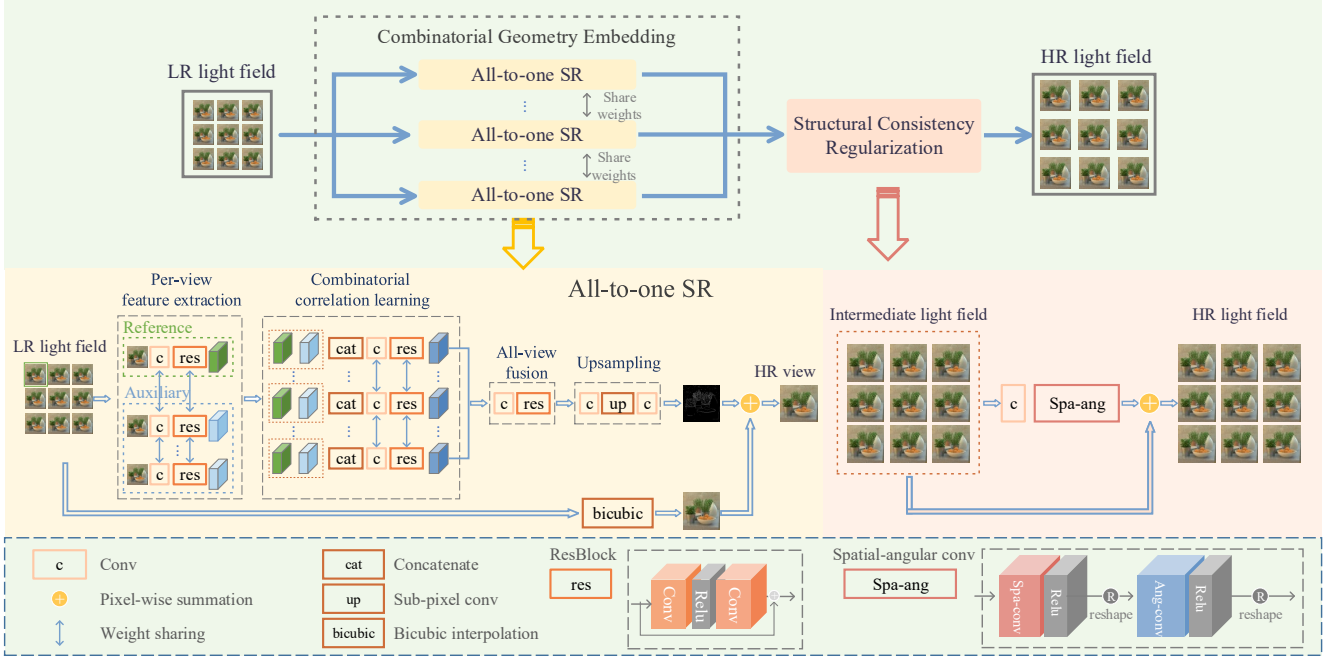 Combinatorial Geometry Embedding
LR light field
All-to-one SR
Share
weights
All-to-one SR
Share
weights
All-to-one SR
Structural Consistency
Regularization
HR light field
All-to-one SR
Per-view
feature extraction
Combinatorial
correlation learning
LR light field
Reference
c res
Auxiliary
c res
c res
cat c res
cat c res
cat c res
All-view
fusion
c res
Upsampling
c up c
HR view
bicubic
Intermediate light field
c Spa-ang
HR light field
c Conv
Pixel-wise summation
Weight sharing
cat Concatenate
up Sub-pixel conv
bicubic Bicubic interpolation
ResBlock
res
Conv
Relu
Conv
Spatial-angular conv
Spa-ang
Spa-conv
Relu
R
reshape
Ang-conv
Relu
R
reshape